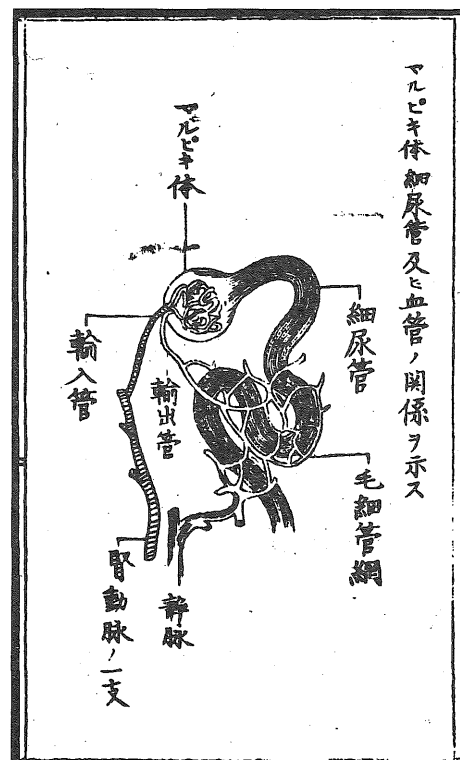 マルピキ体細尿管及ヒ血管ノ関係ヲ示ス
マルピキ体
細尿管
輸入管
輸出管
毛細管網
静脉
腎動脉ノ一支